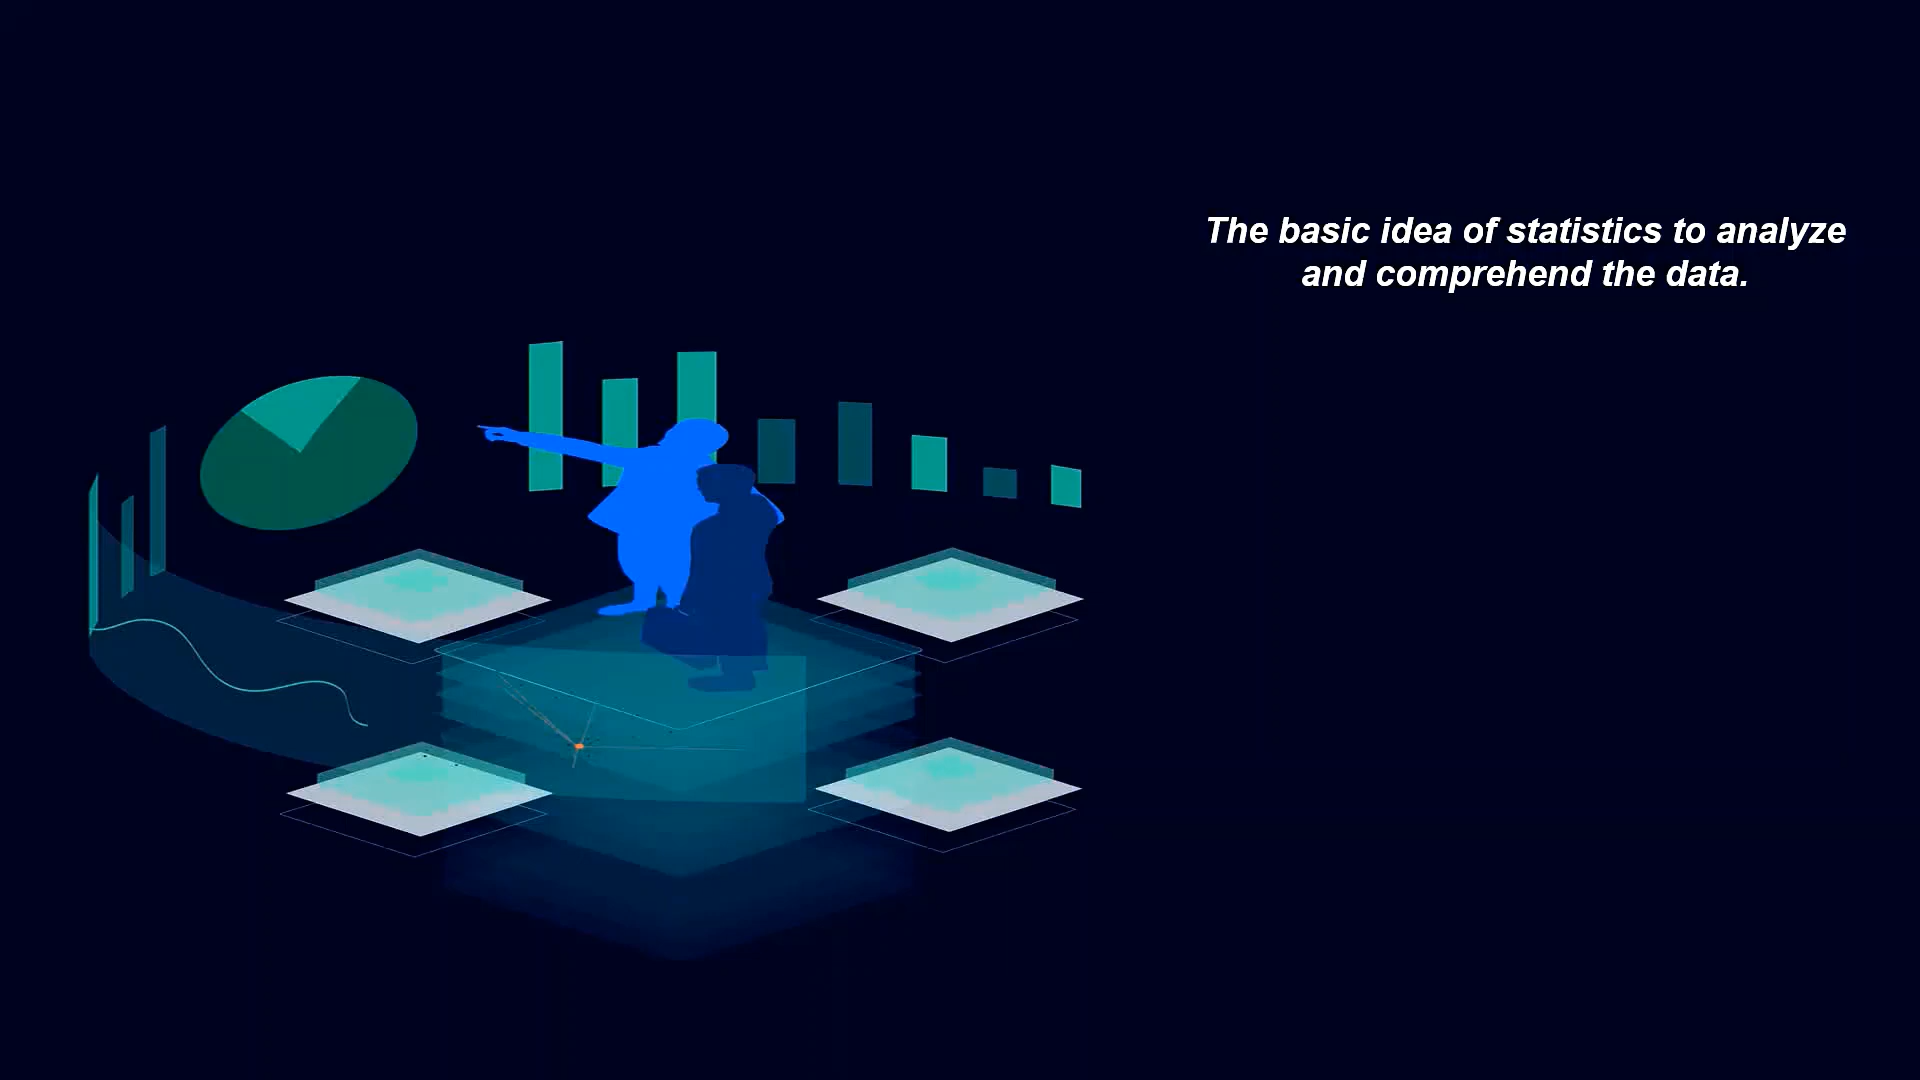 The basic idea of statistics to analyze
and comprehend the data.